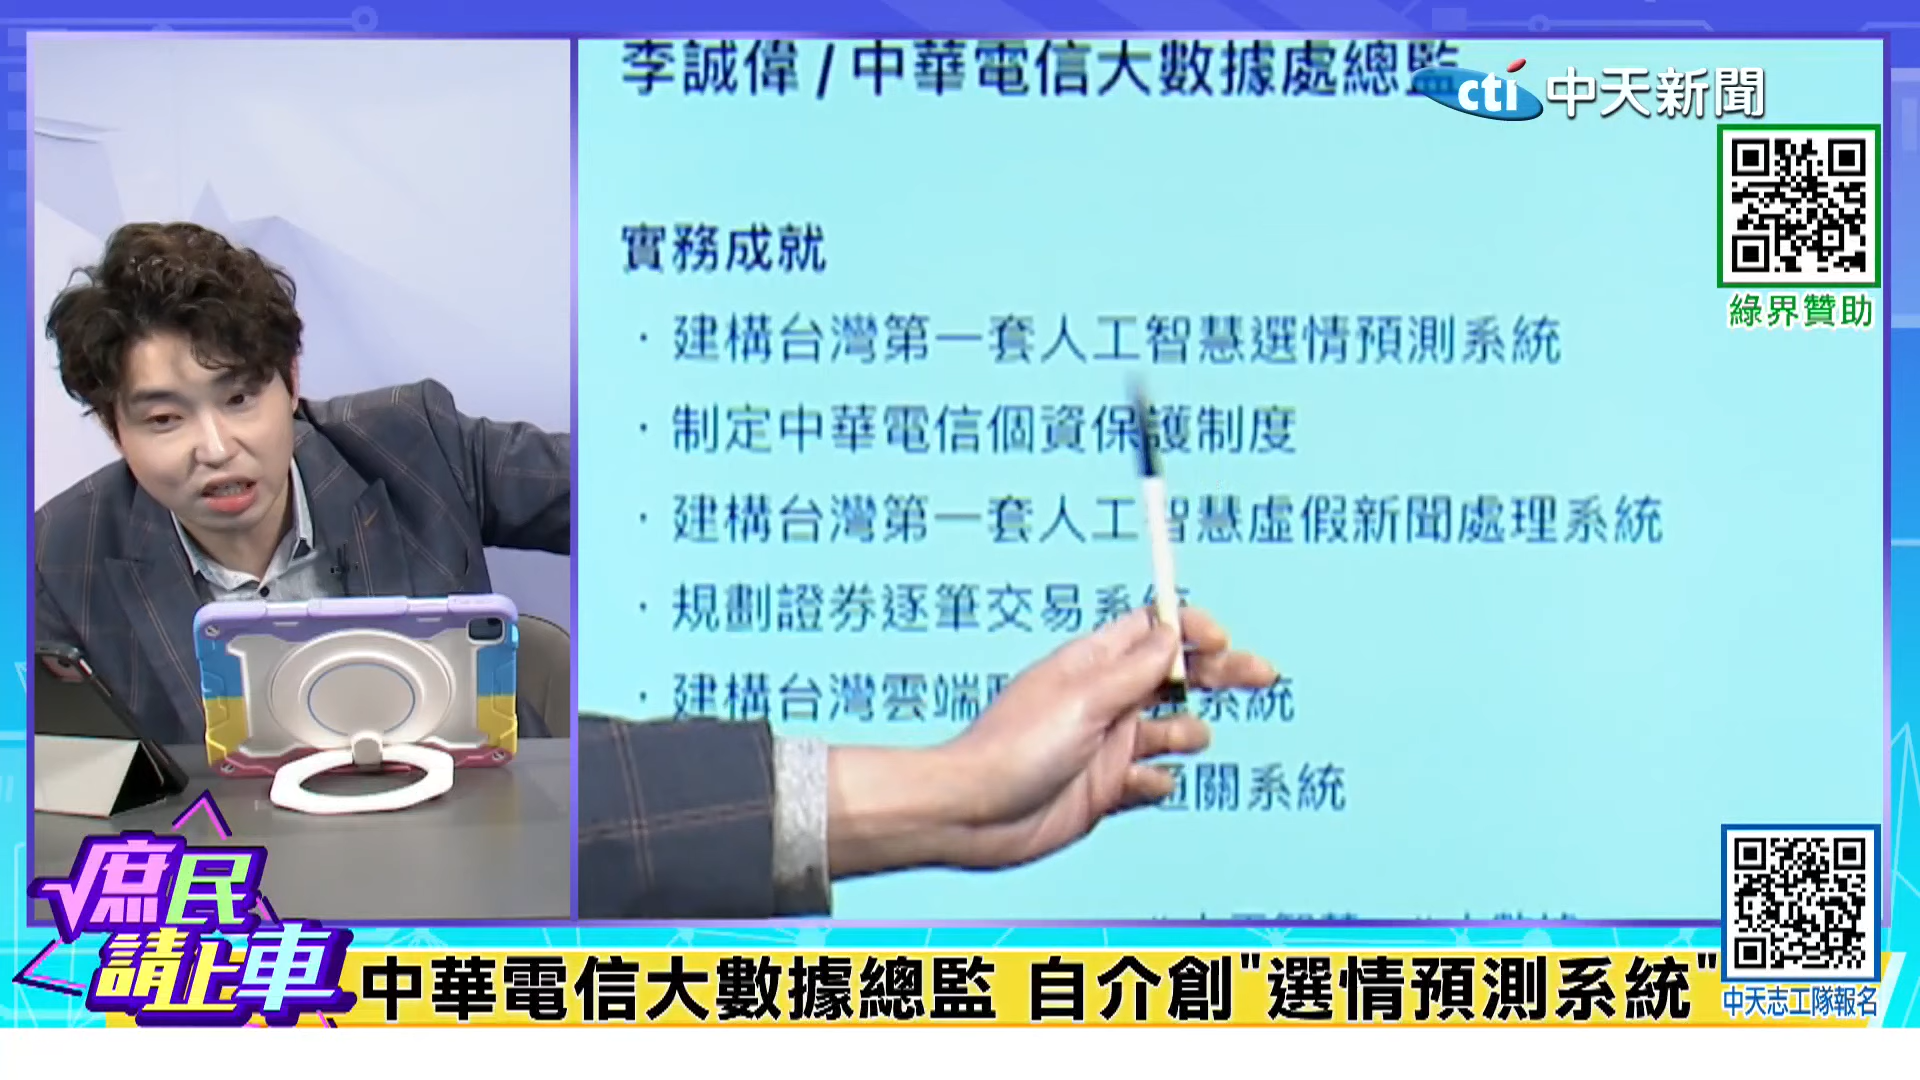 李誠偉 / 中華電信大數據處總監
cti 中天新聞
綠界贊助
實務成就
· 建構台灣第一套人工智慧選情預測系統
· 制定中華電信個資保護制度
· 建構台灣第一套人工智慧虛假新聞處理系統
· 規劃證券逐筆交易系統
· 建構台灣雲端 系統
通關系統
庶民
請上車
中華電信大數據總監 自介創"選情預測系統"
中天志工隊報名